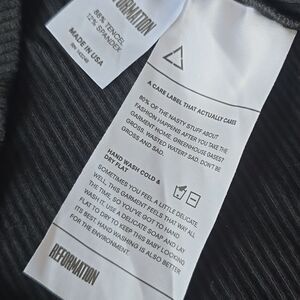 REFORMATION
88% TENCEL
12% SPANDEX
MADE IN USA
A CARE LABEL THAT ACTUALLY CARES
80% OF THE NASTY STUFF ABOUT
FASHION HAPPENS AFTER YOU TAKE THE
GARMENT HOME. GREENHOUSE GASES?
GROSS. WASTED WATER? SAD. DON'T BE
GROSS AND SAD.
HAND WASH COLD &
DRY FLAT
SOMETIMES YOU FEEL A LITTLE DELICATE.
WELL, THIS GARMENT FEELS THAT WAY ALL
THE TIME, SO YOU'VE GOT TO HAND
WASH IT. USE A DELICATE SOAP AND LAY
FLAT TO DRY TO KEEP THIS BABY LOOKING
ITS BEST. HAND WASHING IS ALSO BETTER
FOR THE ENVIRONMENT.
REFORMATION